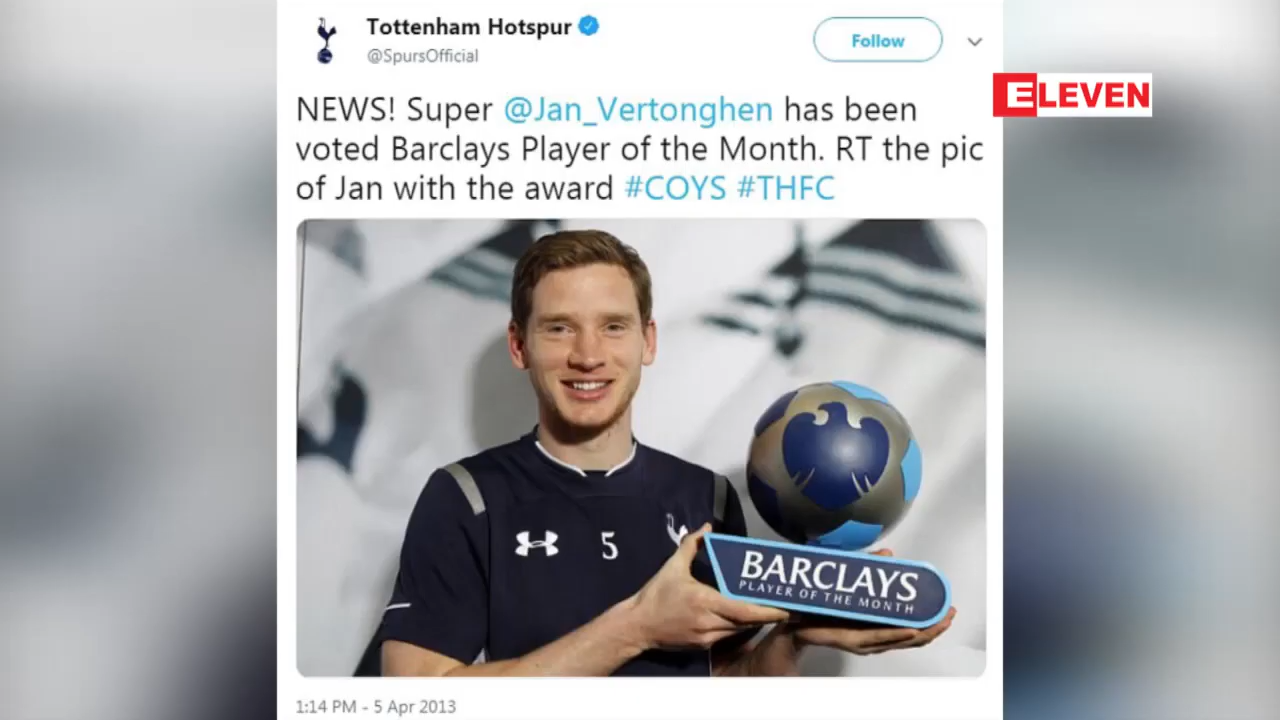 Tottenham Hotspur
@SpursOfficial
Follow
ELEVEN
NEWS! Super @Jan_Vertonghen has been
voted Barclays Player of the Month. RT the pic
of Jan with the award #COYS #THFC
5
BARCLAYS
PLAYER OF THE MONTH
1:14 PM - 5 Apr 2013